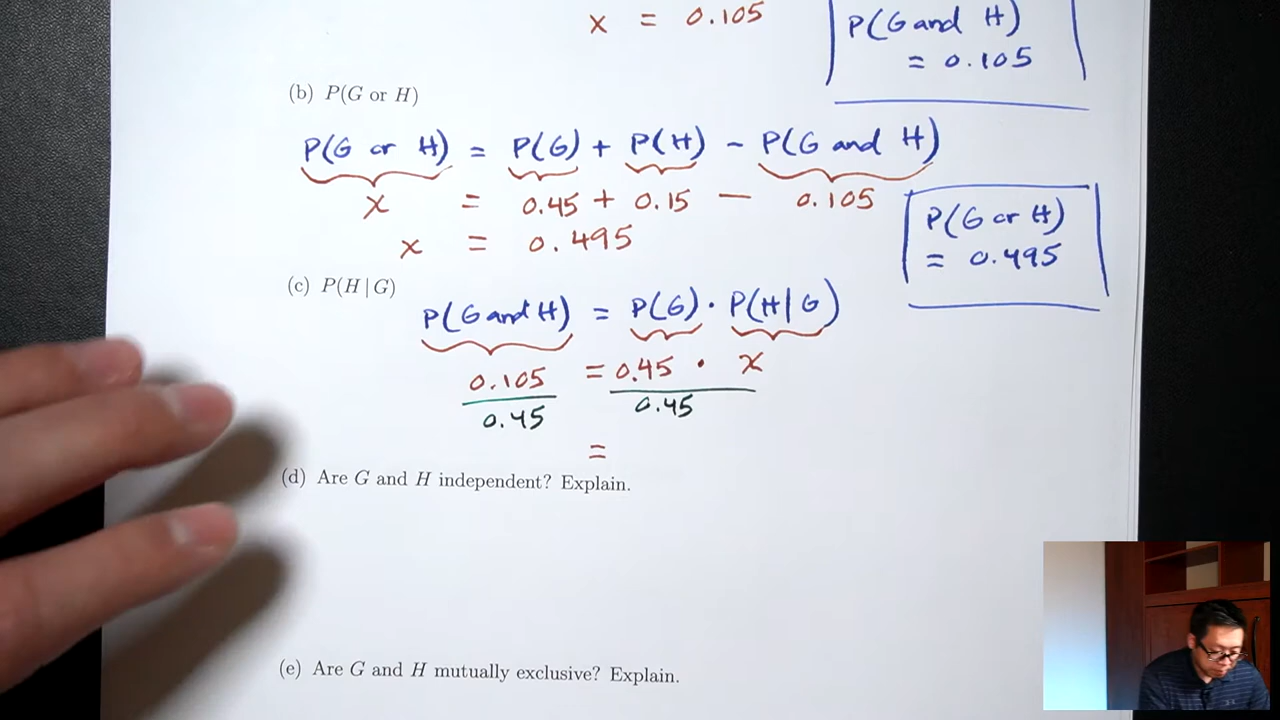 x = 0.105
P(G and H)
= 0.105
(b) P(G or H)
P(G or H) = P(G) + P(H) - P(G and H)
x = 0.45 + 0.15 - 0.105
x = 0.495
P(G or H)
= 0.495
(c) P(H | G)
P(G and H) = P(G) · P(H | G)
0.105 = 0.45 · x
0.45 0.45
=
(d) Are G and H independent? Explain.
(e) Are G and H mutually exclusive? Explain.